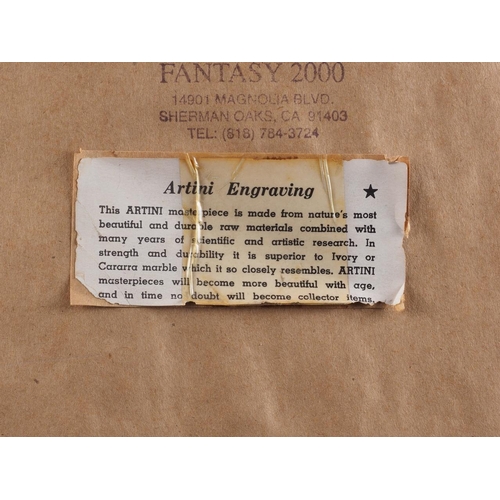 FANTASY 2000
14901 MAGNOLIA BLVD.
SHERMAN OAKS, CA 91403
TEL: (818) 784-3724
Artini Engraving ★
This ARTINI masterpiece is made from nature's most
beautiful and durable raw materials combined with
many years of scientific and artistic research. In
strength and durability it is superior to Ivory or
Cararra marble which it so closely resembles. ARTINI
masterpieces will become more beautiful with age,
and in time no doubt will become collector items.